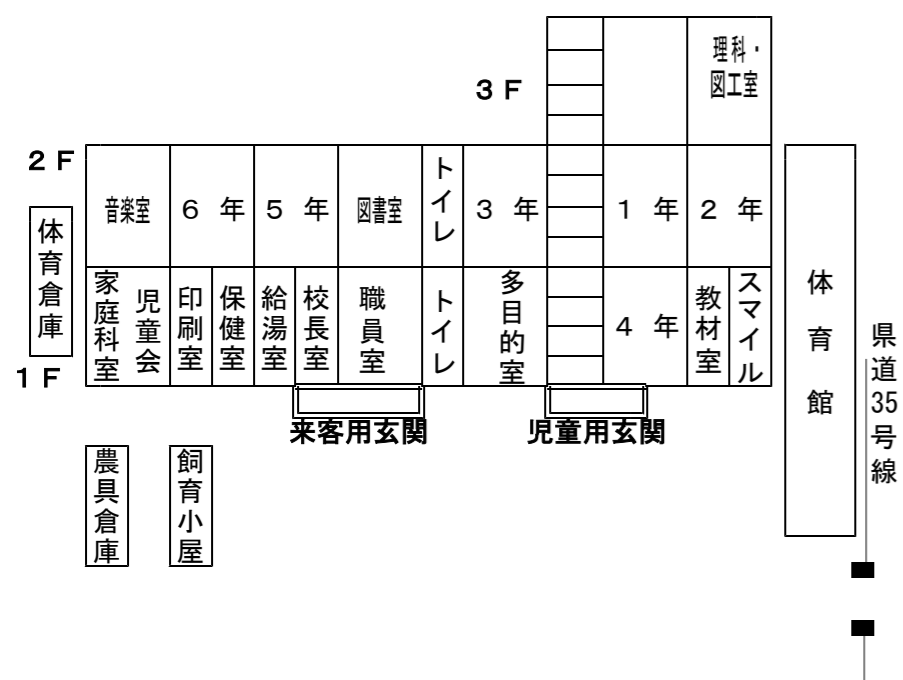 3F
理科・
図工室
2F
音楽室
6年
5年
図書室
トイレ
3年
1年
2年
体育倉庫
1F
家庭科室
児童会
印刷室
保健室
給湯室
校長室
職員室
トイレ
多目的室
4年
教材室
スマイル
体育館
県道35号線
来客用玄関
児童用玄関
農具倉庫
飼育小屋